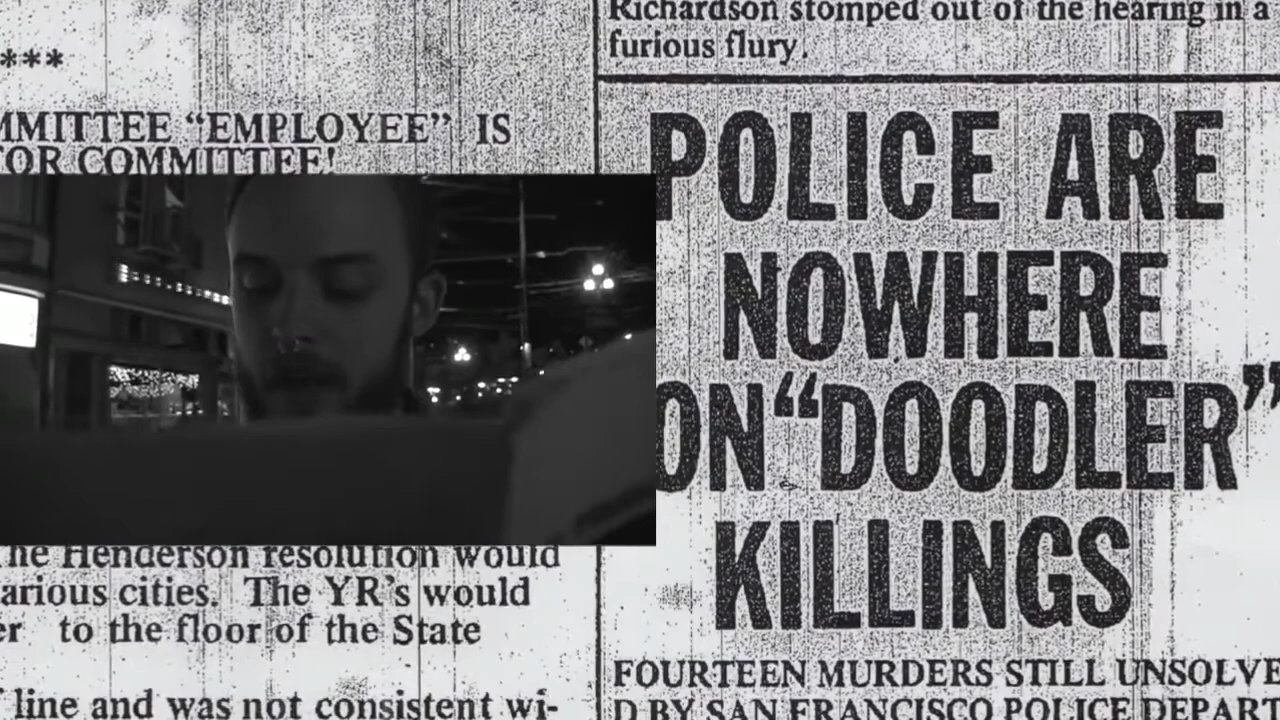 ***
MMITTEE “EMPLOYEE” IS
FOR COMMITTEE!
he Henderson resolution would
arious cities. The YR’s would
er to the floor of the State
line and was not consistent wi-
Richardson stomped out of the hearing in a
furious flury.
POLICE ARE
NOWHERE
ON “DOODLER”
KILLINGS
FOURTEEN MURDERS STILL UNSOLVE
D BY SAN FRANCISCO POLICE DEPART